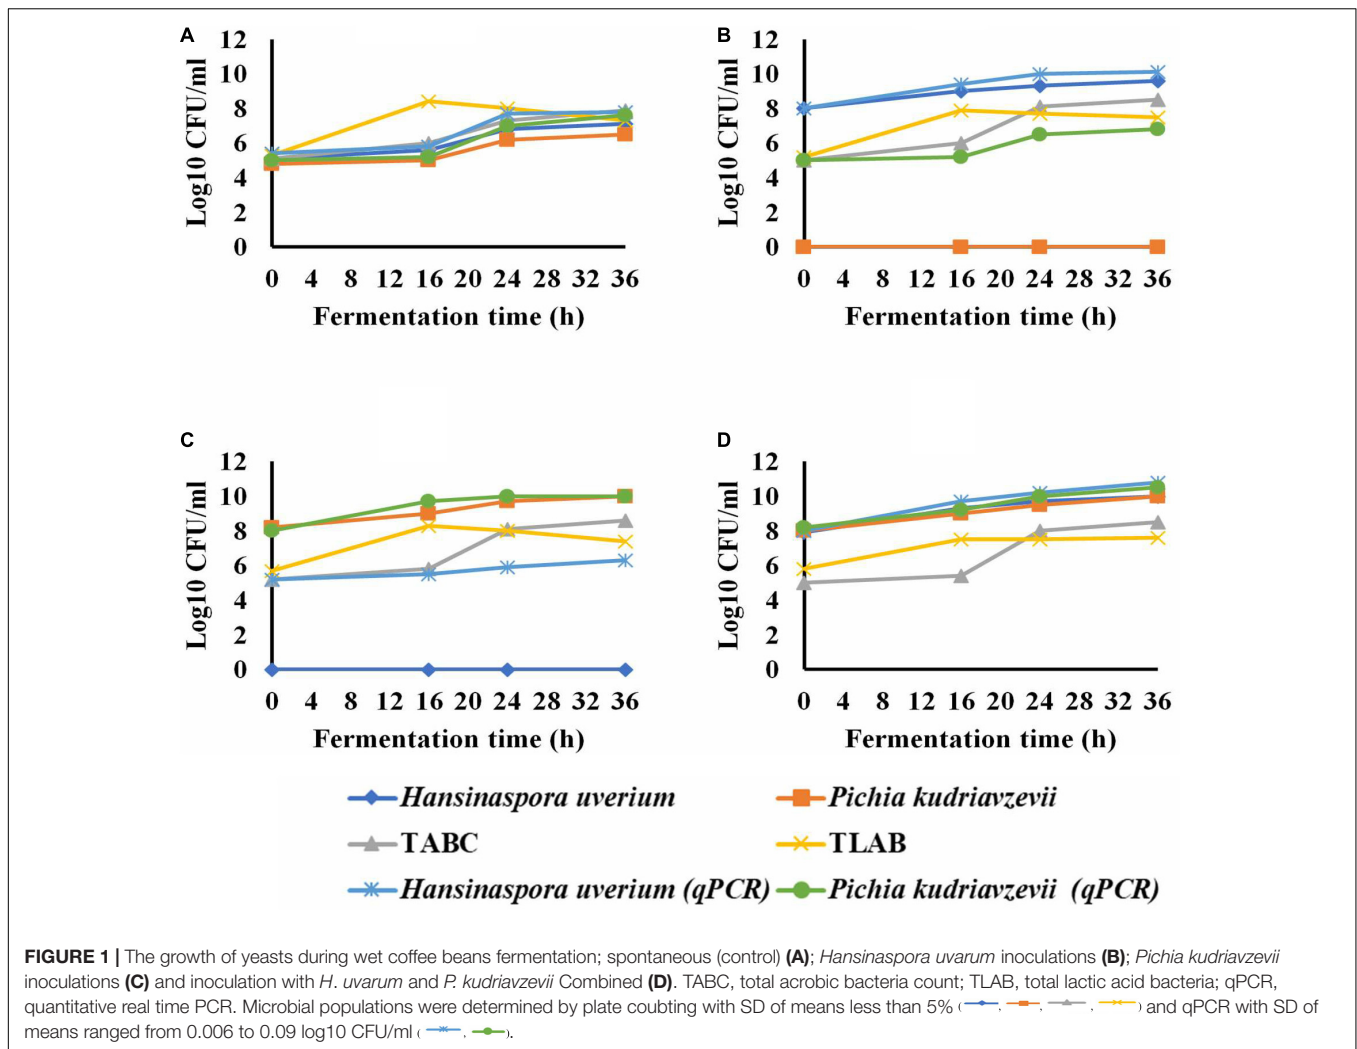 A
B
12
10
8
6
4
2
0
Log10 CFU/ml
0 4 8 12 16 20 24 28 32 36
Fermentation time (h)
12
10
8
6
4
2
0
Log10 CFU/ml
0 4 8 12 16 20 24 28 32 36
Fermentation time (h)
C
D
12
10
8
6
4
2
0
Log10 CFU/ml
0 4 8 12 16 20 24 28 32 36
Fermentation time (h)
12
10
8
6
4
2
0
Log10 CFU/ml
0 4 8 12 16 20 24 28 32 36
Fermentation time (h)
Hansinaspora uverium
Pichia kudriavzevii
TABC
TLAB
Hansinaspora uverium (qPCR)
Pichia kudriavzevii (qPCR)
FIGURE 1 | The growth of yeasts during wet coffee beans fermentation; spontaneous (control) (A); Hansinaspora uvarum inoculations (B); Pichia kudriavzevii
inoculations (C) and inoculation with H. uvarum and P. kudriavzevii Combined (D). TABC, total acrobic bacteria count; TLAB, total lactic acid bacteria; qPCR,
quantitative real time PCR. Microbial populations were determined by plate coubting with SD of means less than 5% ( , , , ) and qPCR with SD of
means ranged from 0.006 to 0.09 log10 CFU/ml ( , ).